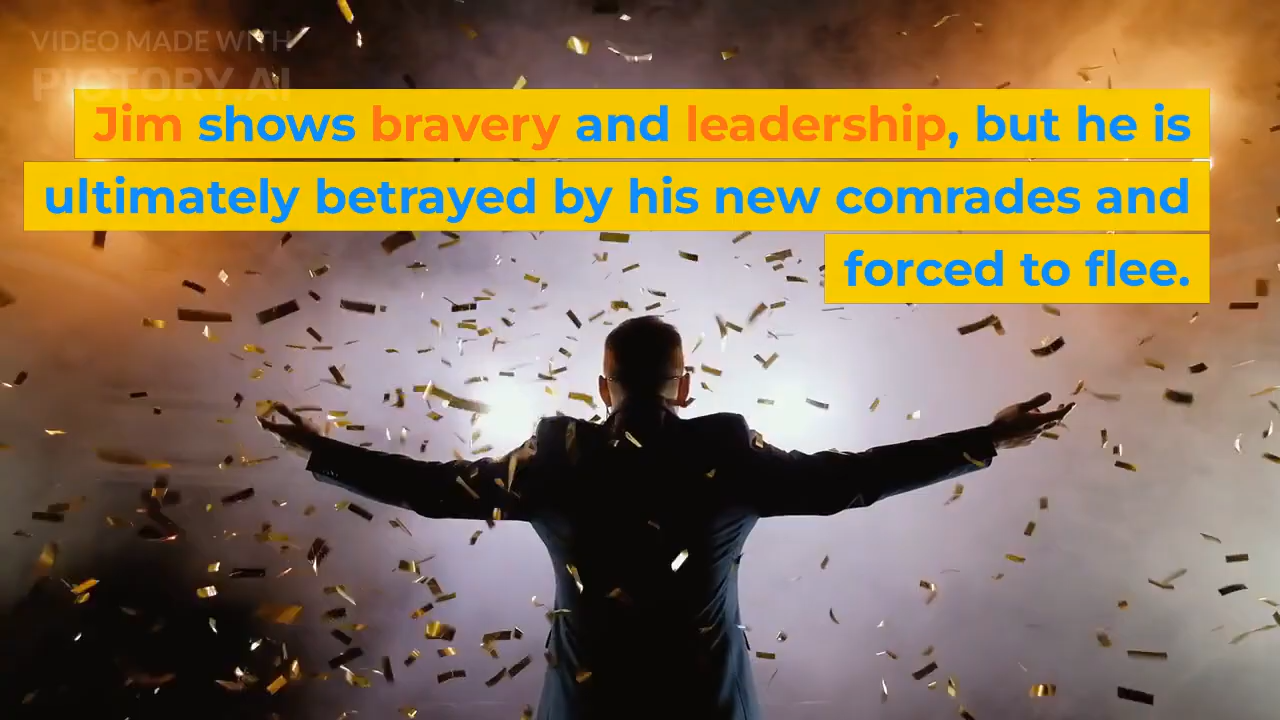 VIDEO MADE WITH
PICTORY.AI
Jim shows bravery and leadership, but he is
ultimately betrayed by his new comrades and
forced to flee.